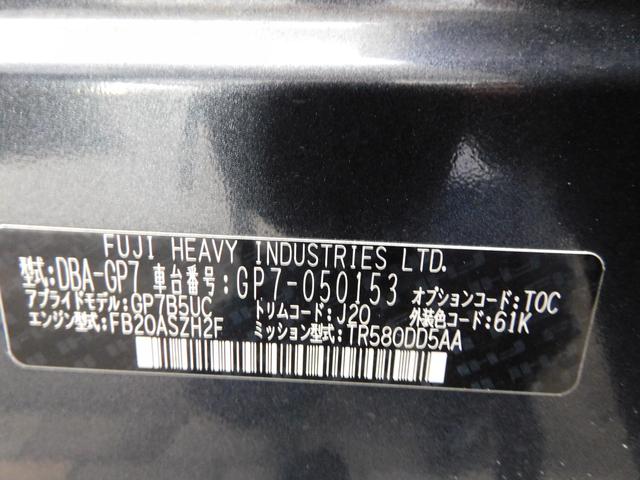 FUJI HEAVY INDUSTRIES LTD.
型式:DBA-GP7 車台番号:GP7-050153 オプションコード:TOC
アプライドモデル:GP7B5UC トリムコード:J20 外装色コード:61K
エンジン型式:FB20ASZH2F ミッション型式:TR580DD5AA